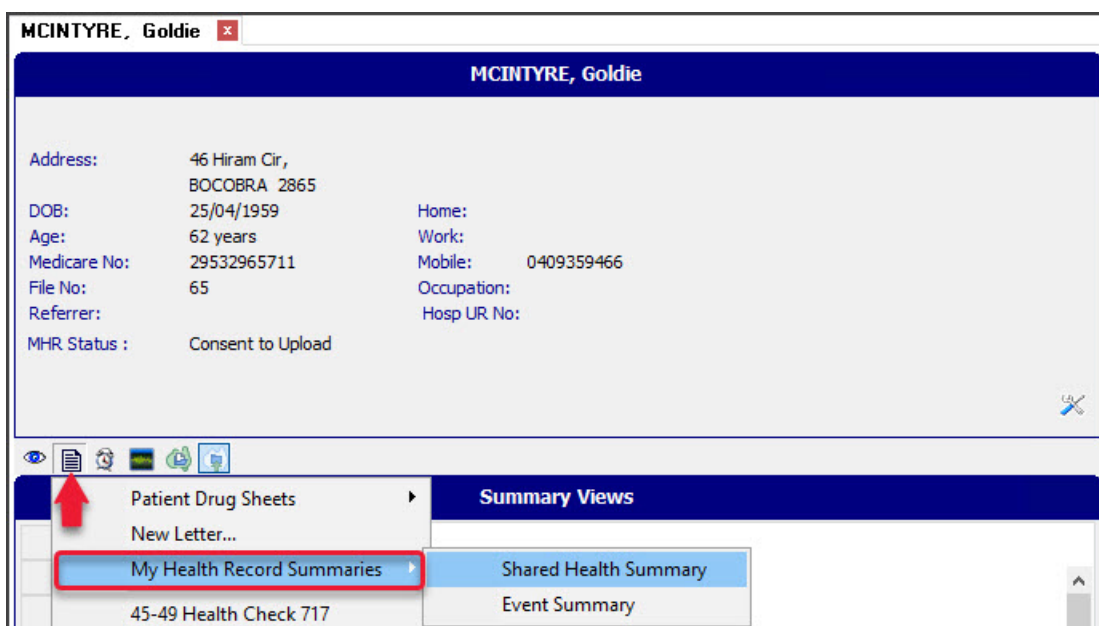 MCINTYRE, Goldie
MCINTYRE, Goldie
Address: 46 Hiram Cir,
BOCOBRA 2865
DOB: 25/04/1959 Home:
Age: 62 years Work:
Medicare No: 29532965711 Mobile: 0409359466
File No: 65 Occupation:
Referrer: Hosp UR No:
MHR Status : Consent to Upload
Patient Drug Sheets Summary Views
New Letter...
My Health Record Summaries Shared Health Summary
45-49 Health Check 717 Event Summary